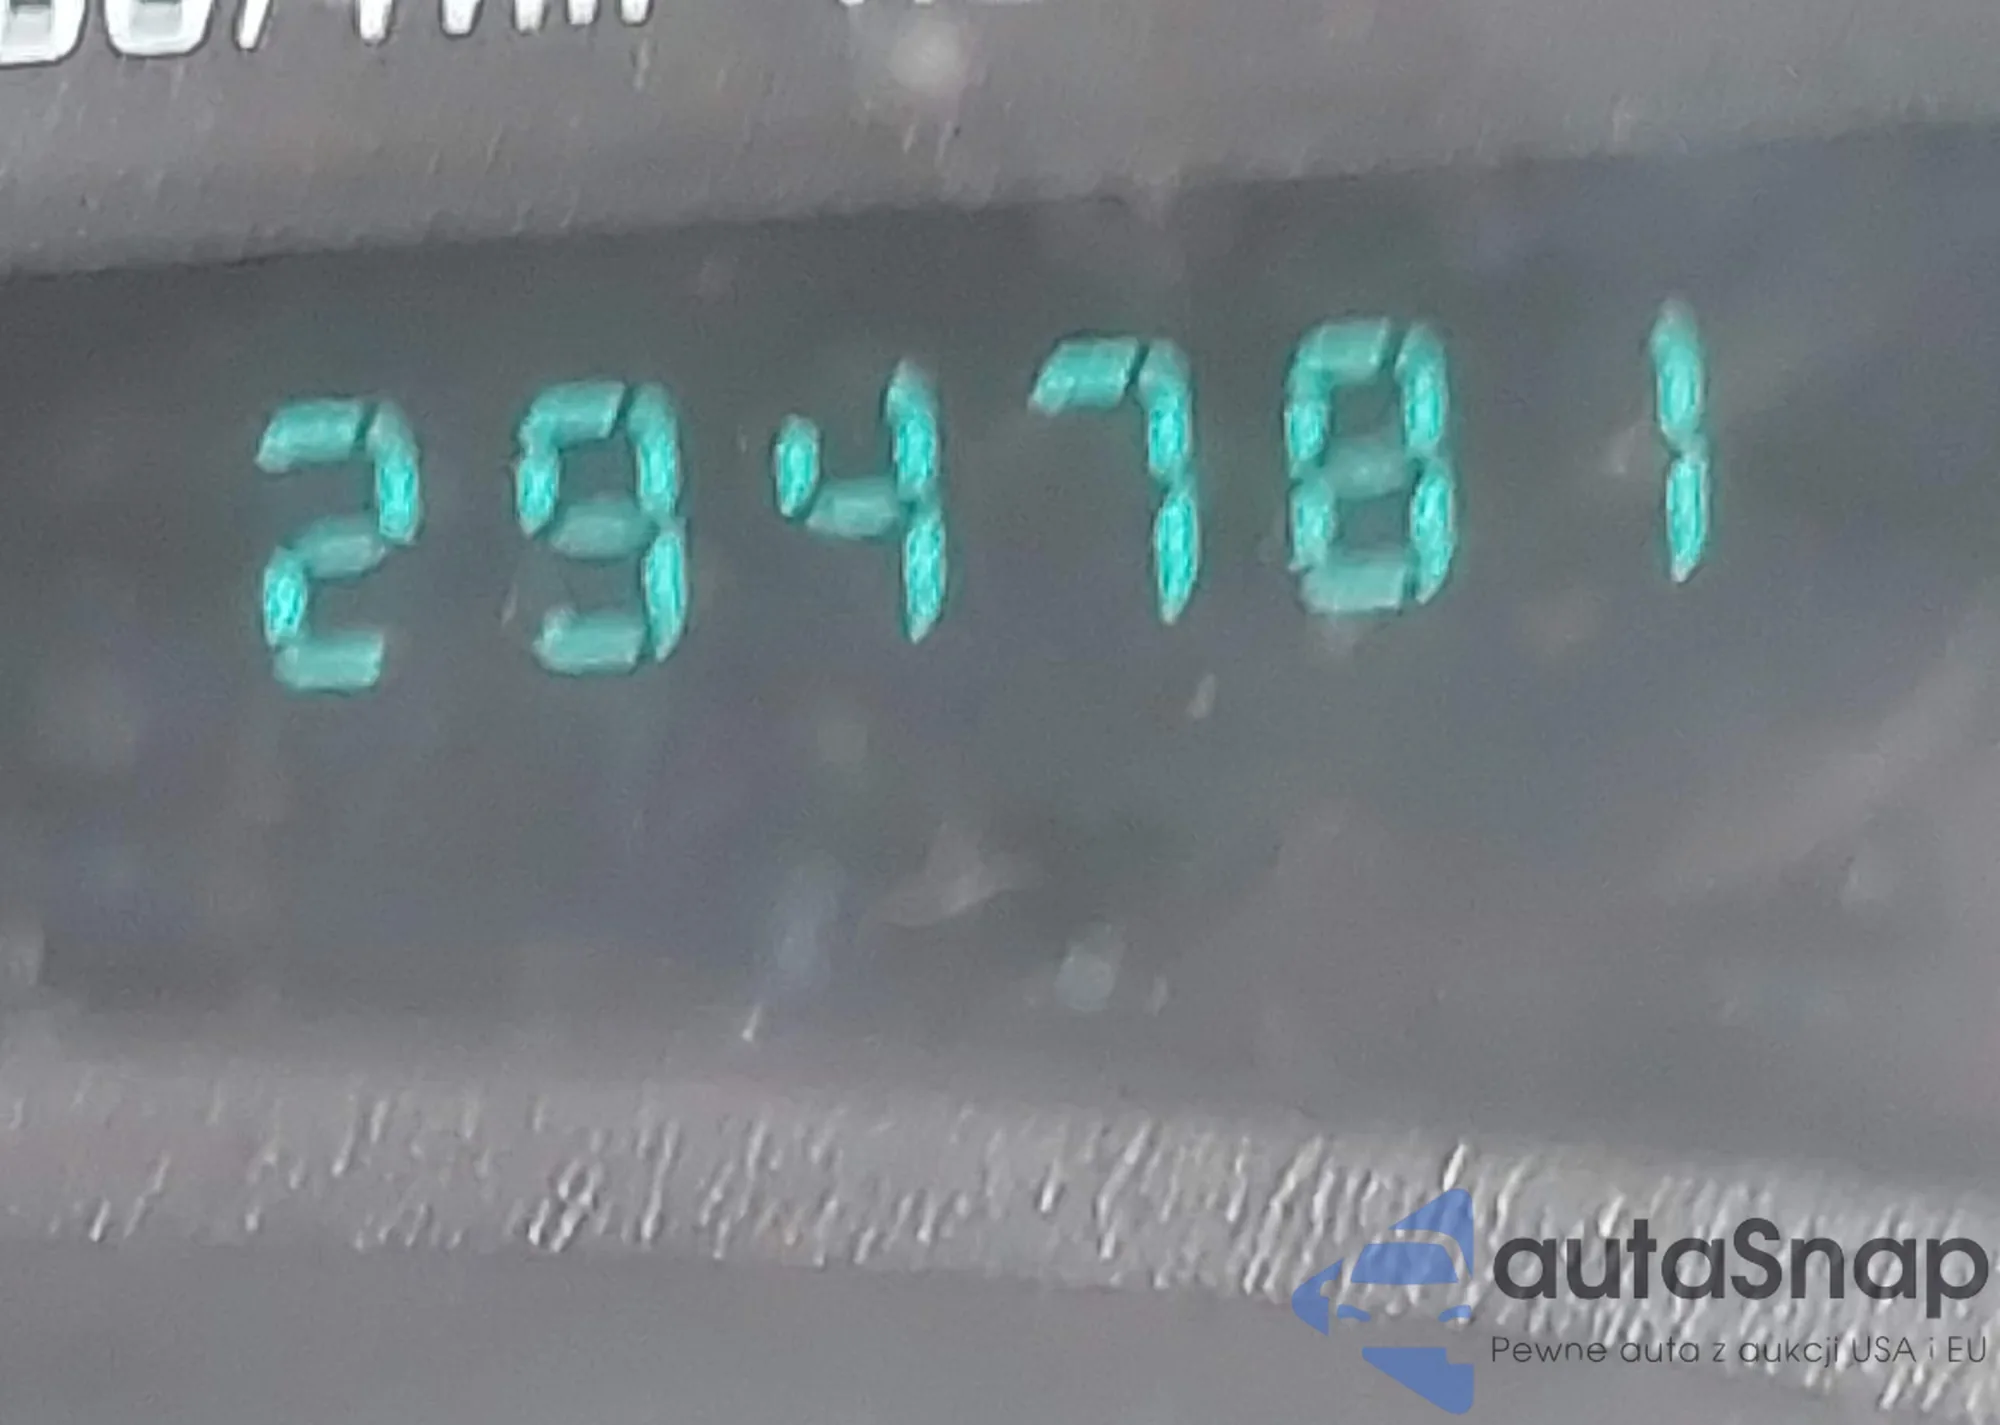 294781
autaSnap
Pewne auta z aukcji USA i EU